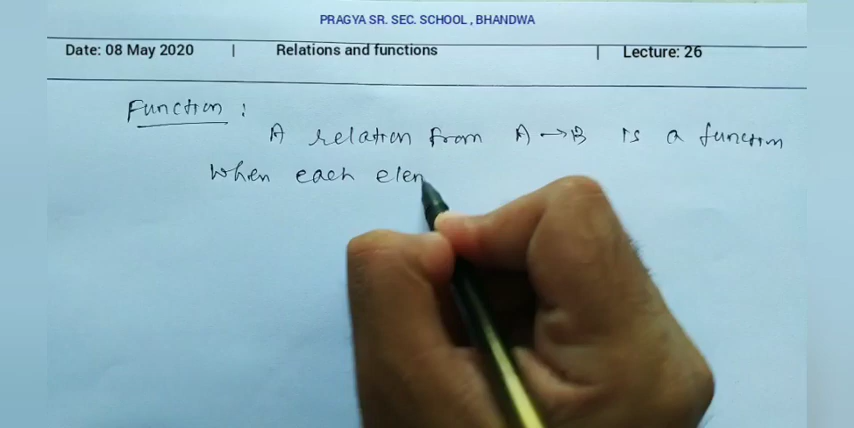 PRAGYA SR. SEC. SCHOOL , BHANDWA
Date: 08 May 2020 | Relations and functions | Lecture: 26
Function :
A relation from A → B is a function
When each elem